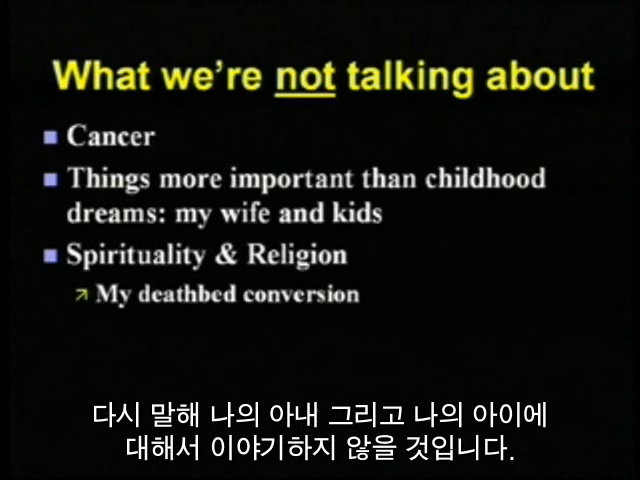 What we're not talking about
Cancer
Things more important than childhood
dreams: my wife and kids
Spirituality & Religion
My deathbed conversion
다시 말해 나의 아내 그리고 나의 아이에
대해서 이야기하지 않을 것입니다.